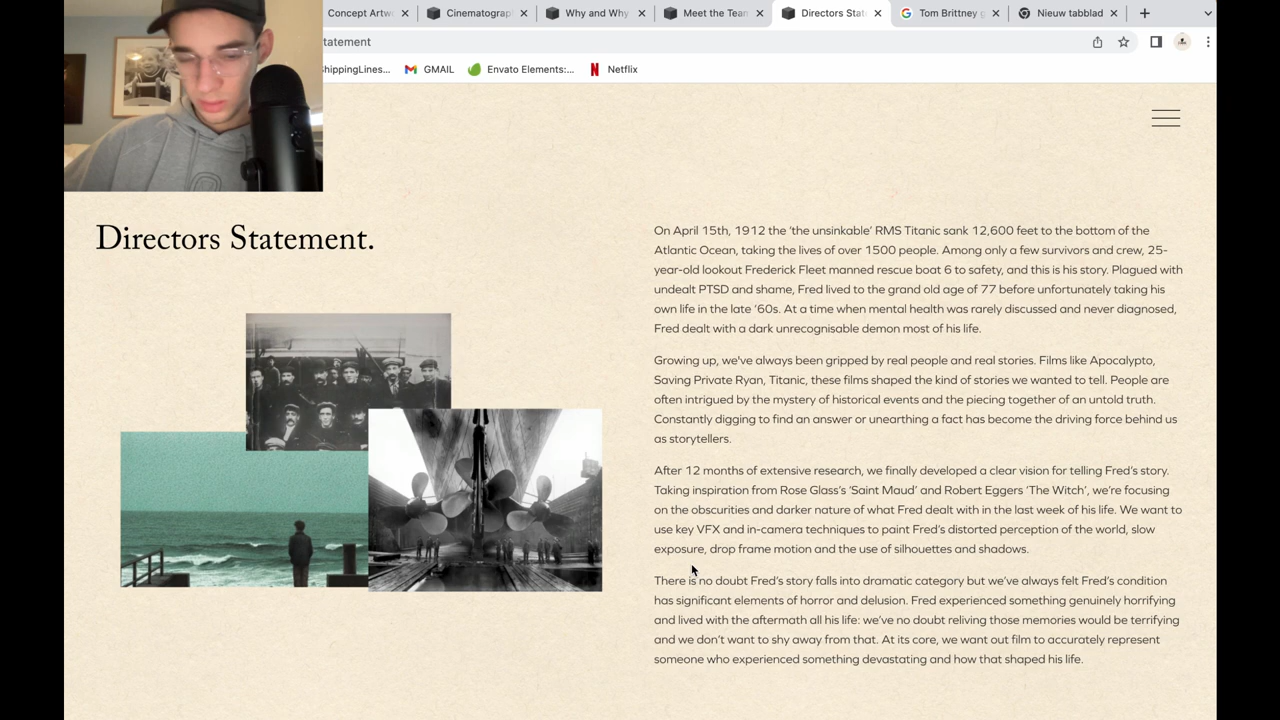 Concept Artw
Cinematograp
Why and Why
Meet the Team
Directors Stat
Tom Brittney g
Nieuw tabblad
tatement
ShippingLines...
GMAIL
Envato Elements:...
Netflix
Directors Statement.
On April 15th, 1912 the ‘the unsinkable’ RMS Titanic sank 12,600 feet to the bottom of the
Atlantic Ocean, taking the lives of over 1500 people. Among only a few survivors and crew, 25-
year-old lookout Frederick Fleet manned rescue boat 6 to safety, and this is his story. Plagued with
undealt PTSD and shame, Fred lived to the grand old age of 77 before unfortunately taking his
own life in the late ‘60s. At a time when mental health was rarely discussed and never diagnosed,
Fred dealt with a dark unrecognisable demon most of his life.
Growing up, we've always been gripped by real people and real stories. Films like Apocalypto,
Saving Private Ryan, Titanic, these films shaped the kind of stories we wanted to tell. People are
often intrigued by the mystery of historical events and the piecing together of an untold truth.
Constantly digging to find an answer or unearthing a fact has become the driving force behind us
as storytellers.
After 12 months of extensive research, we finally developed a clear vision for telling Fred’s story.
Taking inspiration from Rose Glass’s ‘Saint Maud’ and Robert Eggers ‘The Witch’, we’re focusing
on the obscurities and darker nature of what Fred dealt with in the last week of his life. We want to
use key VFX and in-camera techniques to paint Fred’s distorted perception of the world, slow
exposure, drop frame motion and the use of silhouettes and shadows.
There is no doubt Fred’s story falls into dramatic category but we’ve always felt Fred’s condition
has significant elements of horror and delusion. Fred experienced something genuinely horrifying
and lived with the aftermath all his life: we’ve no doubt reliving those memories would be terrifying
and we don’t want to shy away from that. At its core, we want out film to accurately represent
someone who experienced something devastating and how that shaped his life.